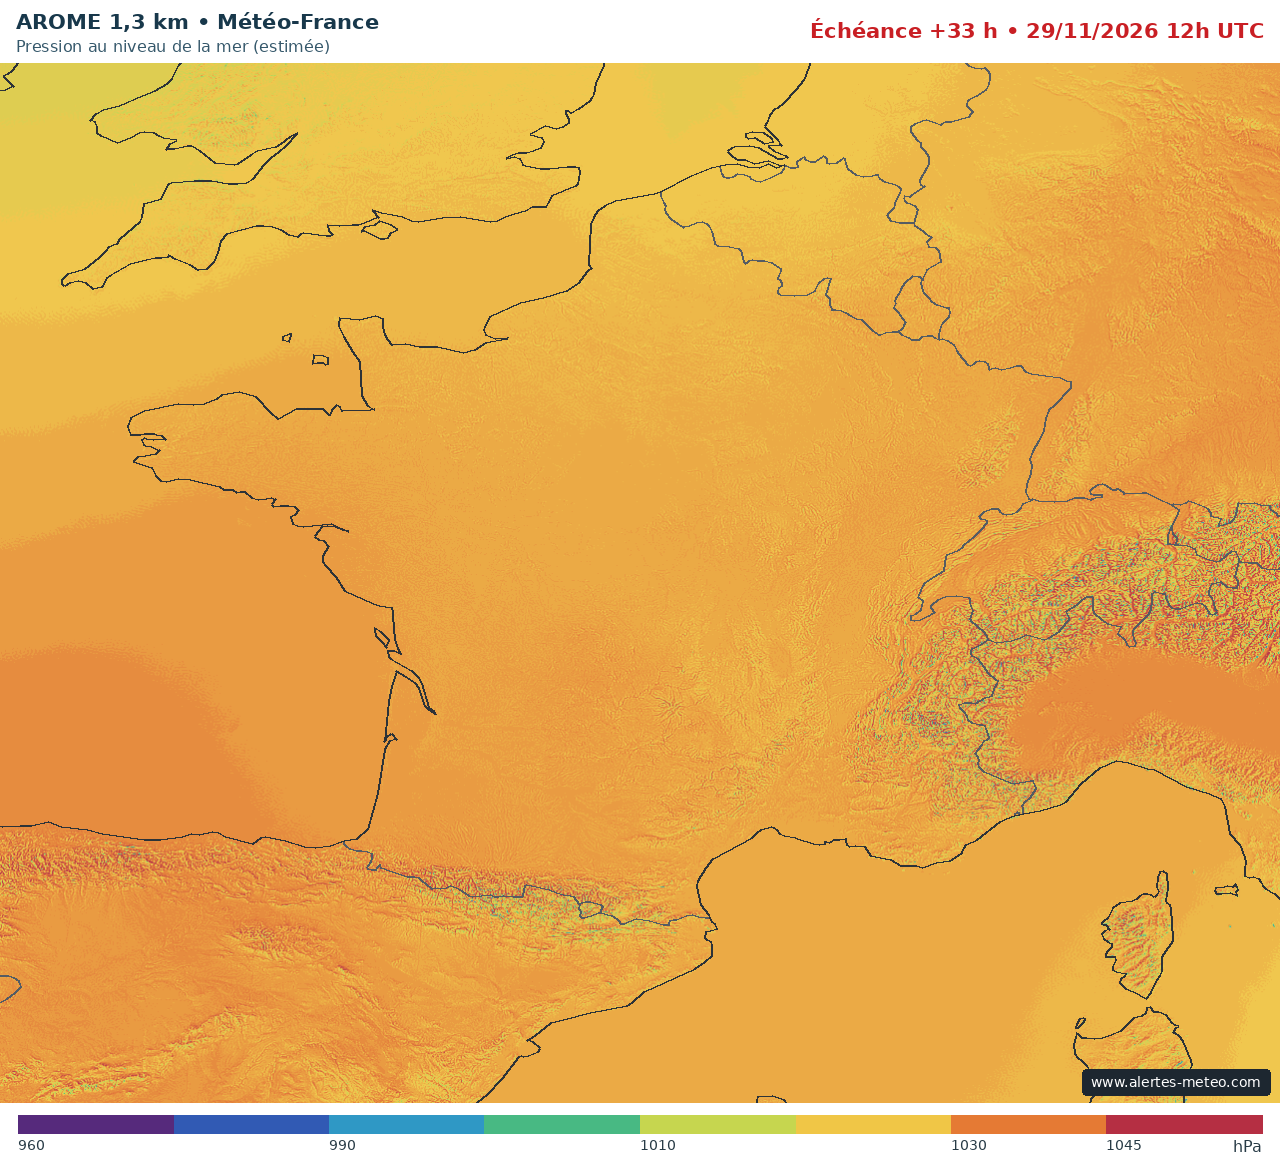 AROME 1,3 km • Météo-France
Pression au niveau de la mer (estimée)
Échéance +33 h • 29/11/2026 12h UTC
www.alertes-meteo.com
960 990 1010 1030 1045 hPa